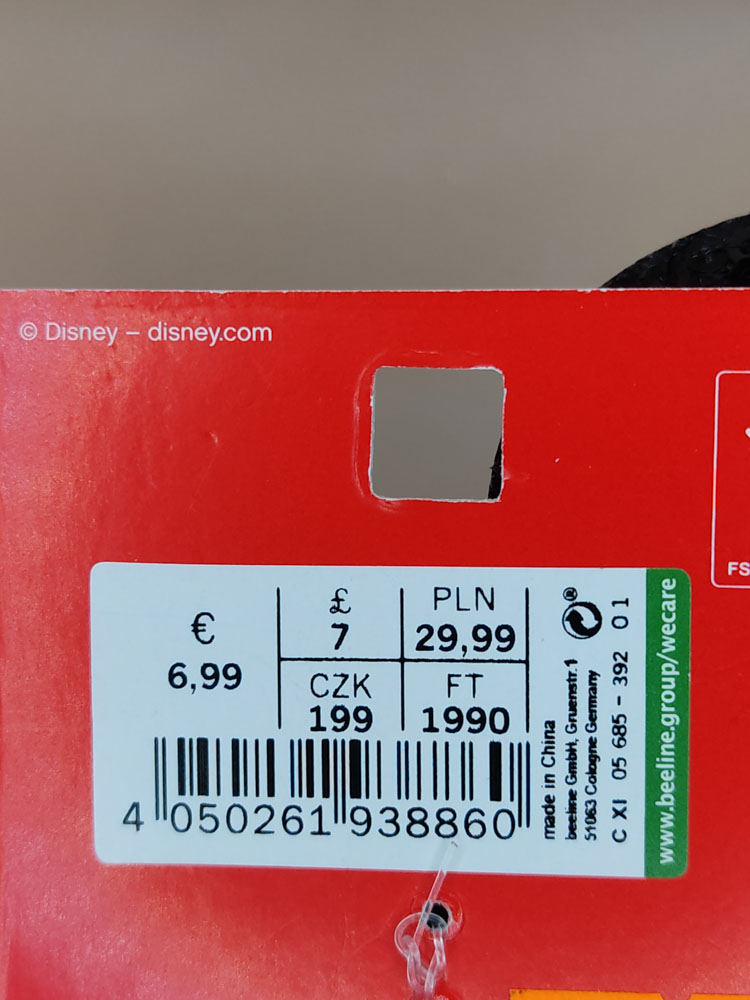 © Disney – disney.com
FS
€
6,99
£
7
PLN
29,99
CZK
199
FT
1990
4 050261 938860
made in China
beeline GmbH, Gruenstr.1
51063 Cologne Germany
C XI 05 685 - 392 01
www.beeline.group/wecare